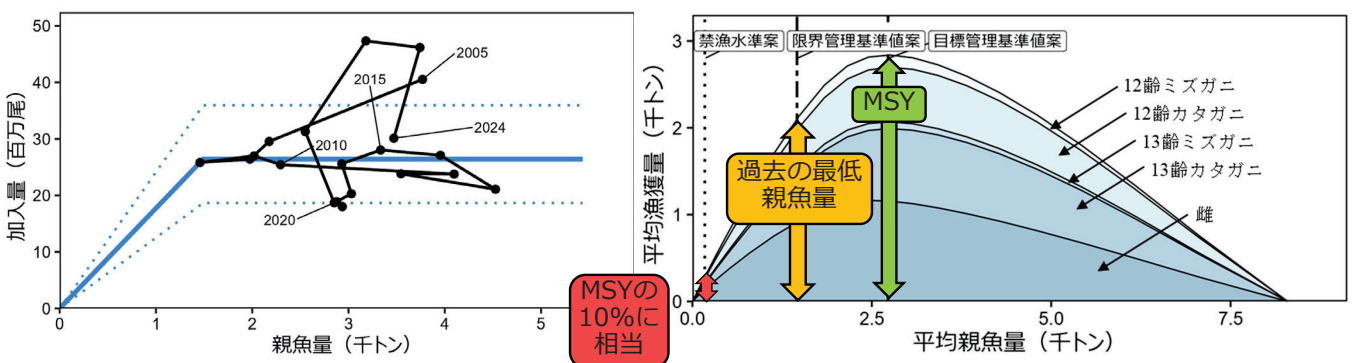 50
40
30
20
10
0
0
1
2
3
4
5
加入量（百万尾）
親魚量（千トン）
2005
2015
2010
2024
2020
MSYの
10%に
相当
3
2
1
0
0.0
2.5
5.0
7.5
平均漁獲量（千トン）
平均親魚量（千トン）
禁漁水準案
限界管理基準値案
目標管理基準値案
MSY
過去の最低
親魚量
12齢ミズガニ
12齢カタガニ
13齢ミズガニ
13齢カタガニ
雌